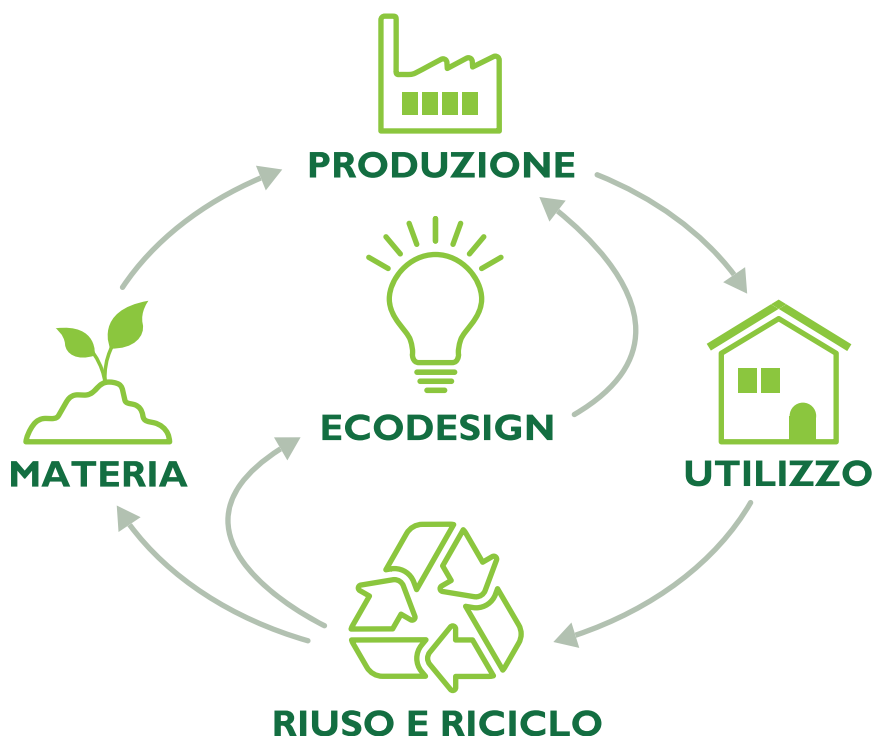 PRODUZIONE
ECODESIGN
MATERIA
UTILIZZO
RIUSO E RICICLO